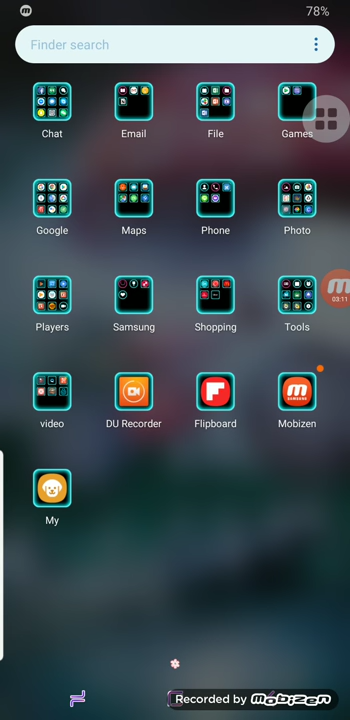 78%
Finder search
Chat
Email
File
Games
Google
Maps
Phone
Photo
03:11
Players
Samsung
Shopping
Tools
video
DU Recorder
Flipboard
Mobizen
My
Recorded by mobizen